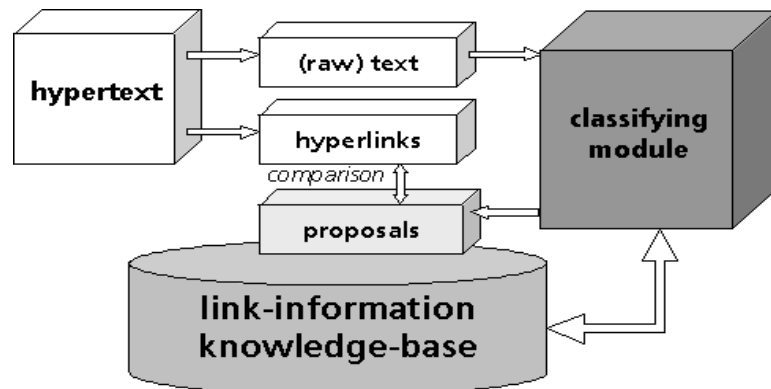 (raw) text
hypertext
classifying
module
hyperlinks
comparison
proposals
link-information
knowledge-base